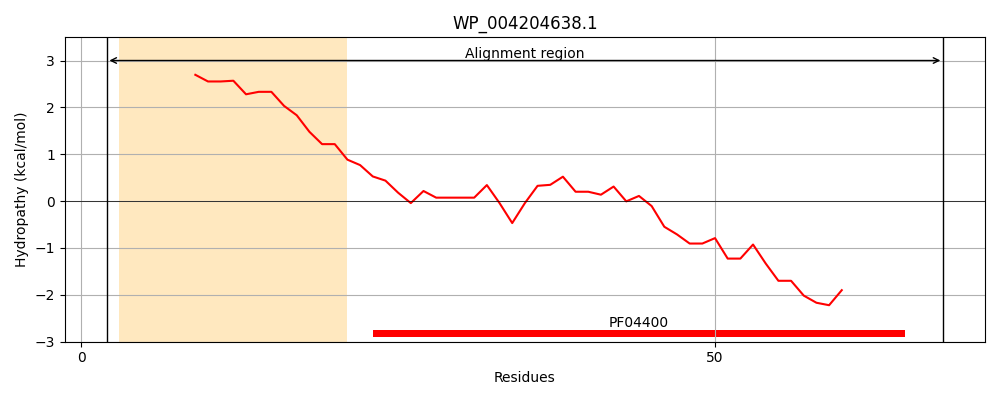 WP_004204638.1
Alignment region
3
2
1
0
−1
−2
−3
Hydropathy (kcal/mol)
PF04400
0
50
Residues